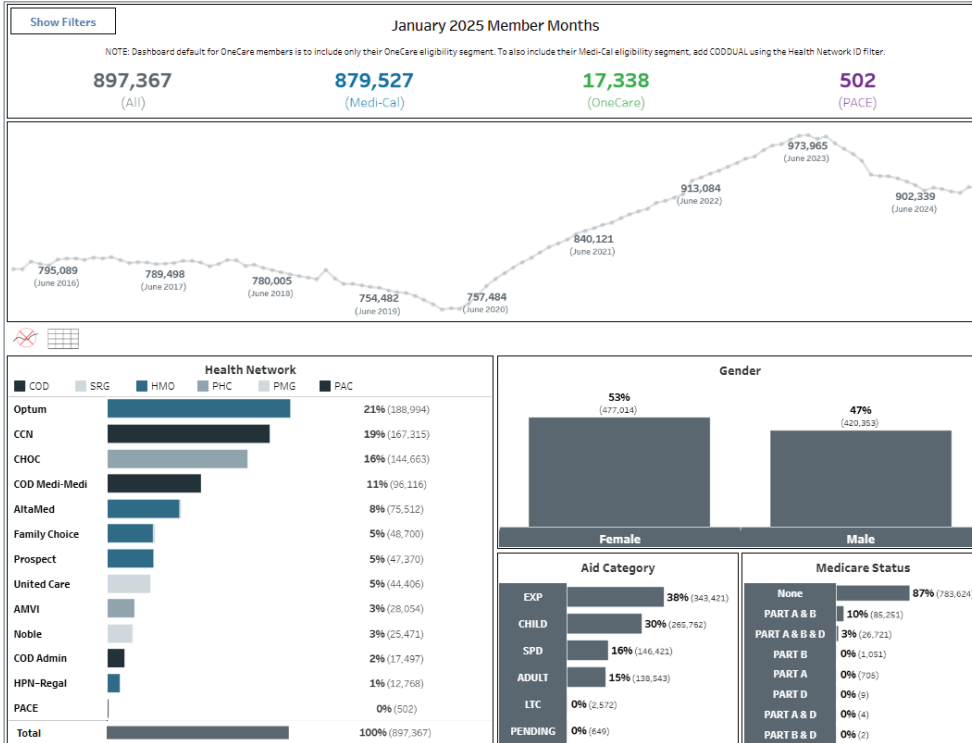 Show Filters
January 2025 Member Months
NOTE: Dashboard default for OneCare members is to include only their OneCare eligibility segment. To also include their Medi-Cal eligibility segment, add CODDUAL using the Health Network ID filter.
897,367 879,527 17,338 502
(All) (Medi-Cal) (OneCare) (PACE)
973,965
(June 2023)
913,084
(June 2022)
902,339
(June 2024)
840,121
(June 2021)
795,089
(June 2016)
789,498
(June 2017)
780,005
(June 2018)
754,482
(June 2019)
757,484
(June 2020)
Health Network
COD SRG HMO PHC PMG PAC
Optum 21% (188,994)
CCN 19% (167,315)
CHOC 16% (144,663)
COD Medi-Medi 11% (96,116)
AltaMed 8% (75,512)
Family Choice 5% (48,700)
Prospect 5% (47,370)
United Care 5% (44,406)
AMVI 3% (28,054)
Noble 3% (25,471)
COD Admin 2% (17,497)
HPN-Regal 1% (12,768)
PACE 0% (502)
Total 100% (897,367)
Gender
53% 47%
(477,014) (420,353)
Female Male
Aid Category
EXP 38% (343,421)
CHILD 30% (265,762)
SPD 16% (146,421)
ADULT 15% (138,543)
LTC 0% (2,572)
PENDING 0% (649)
Medicare Status
None 87% (783,624)
PART A & B 10% (85,251)
PART A & B & D 3% (26,721)
PART B 0% (1,051)
PART A 0% (705)
PART D 0% (9)
PART A & D 0% (4)
PART B & D 0% (2)